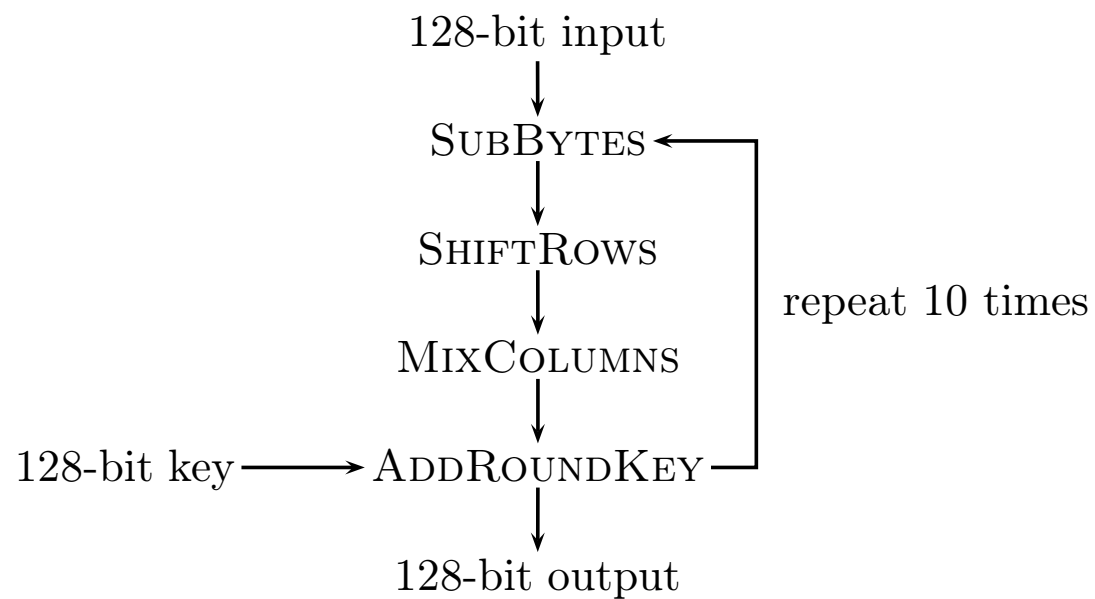 128-bit input
SUBBYTES
SHIFTROWS
repeat 10 times
MIXCOLUMNS
128-bit key
ADDROUNDKEY
128-bit output